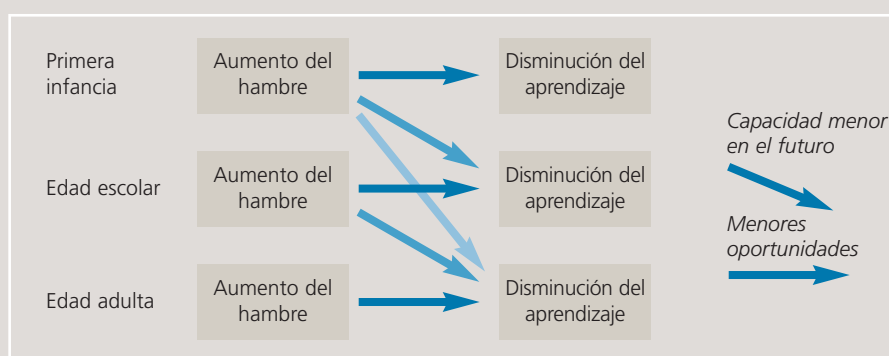 Primera
infancia
Aumento del
hambre
Disminución del
aprendizaje
Edad escolar
Aumento del
hambre
Disminución del
aprendizaje
Edad adulta
Aumento del
hambre
Disminución del
aprendizaje
Capacidad menor
en el futuro
Menores
oportunidades